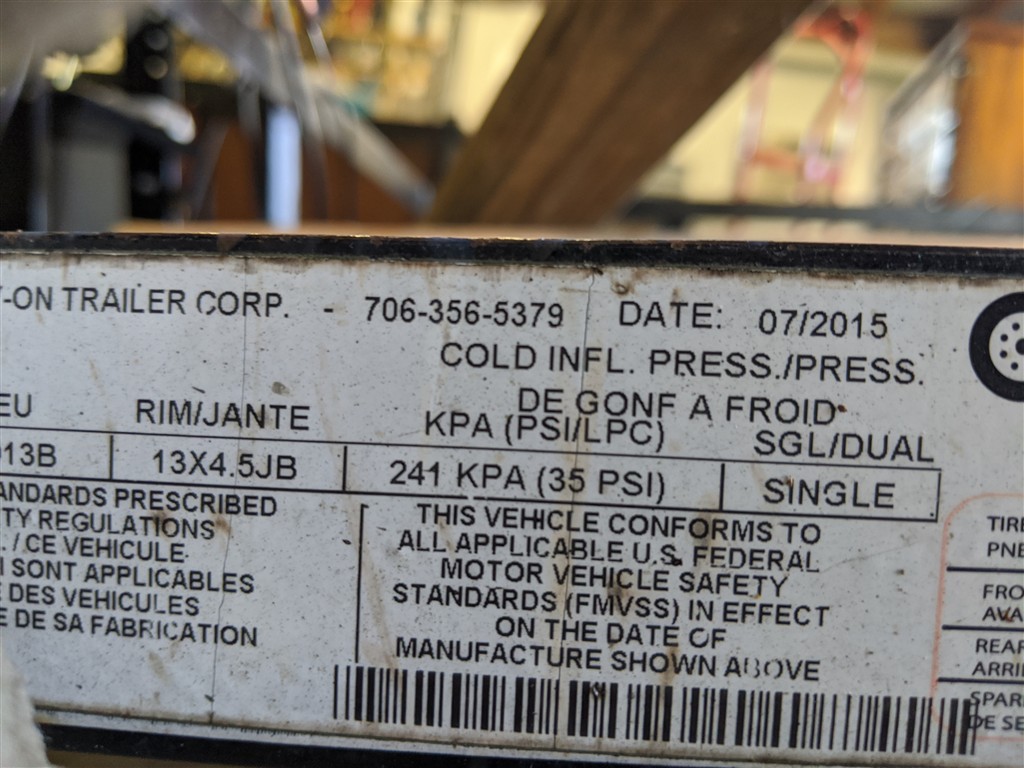 Y-ON TRAILER CORP. - 706-356-5379 DATE: 07/2015
COLD INFL. PRESS./PRESS.
DE GONF A FROID
EU RIM/JANTE KPA (PSI/LPC) SGL/DUAL
013B 13X4.5JB 241 KPA (35 PSI) SINGLE
ANDARDS PRESCRIBED
TY REGULATIONS
. / CE VEHICULE
I SONT APPLICABLES
E DES VEHICULES
E DE SA FABRICATION
THIS VEHICLE CONFORMS TO
ALL APPLICABLE U.S. FEDERAL
MOTOR VEHICLE SAFETY
STANDARDS (FMVSS) IN EFFECT
ON THE DATE OF
MANUFACTURE SHOWN ABOVE
TIRE
PNE
FRO
AVA
REAR
ARRI
SPAR
DE SE